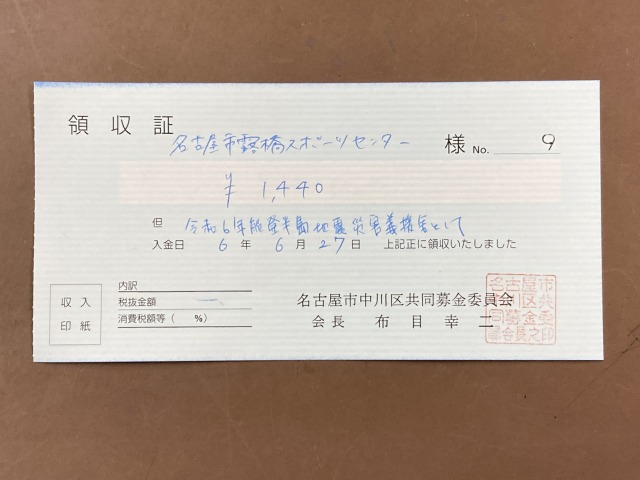 領収証
名古屋市露橋スポーツセンター 様 No. 9
¥ 1,440
但 令和6年能登半島地震災害義援金として
入金日 6 年 6 月 27 日 上記正に領収いたしました
収入
印紙
内訳
税抜金額
消費税額等( %)
名古屋市中川区共同募金委員会
会長 布目幸二
名古屋市
中川区共
同募金委
員会長之印